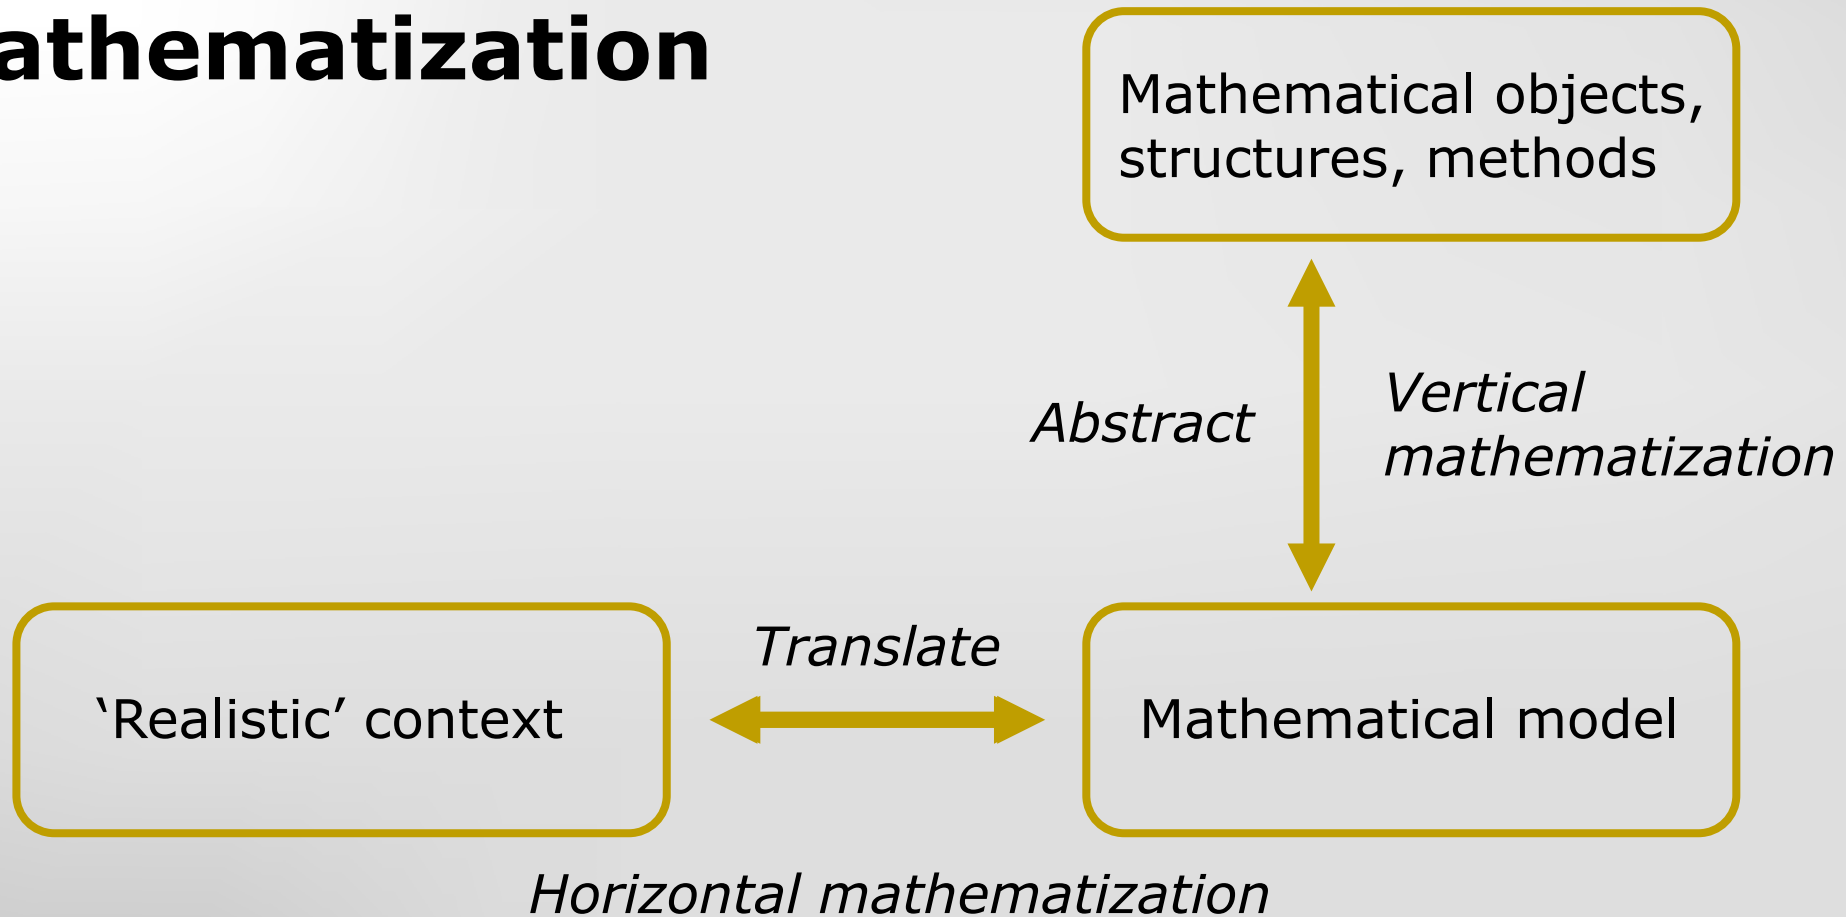 athematization
Mathematical objects,
structures, methods
Abstract
Vertical
mathematization
Translate
‘Realistic’ context
Mathematical model
Horizontal mathematization